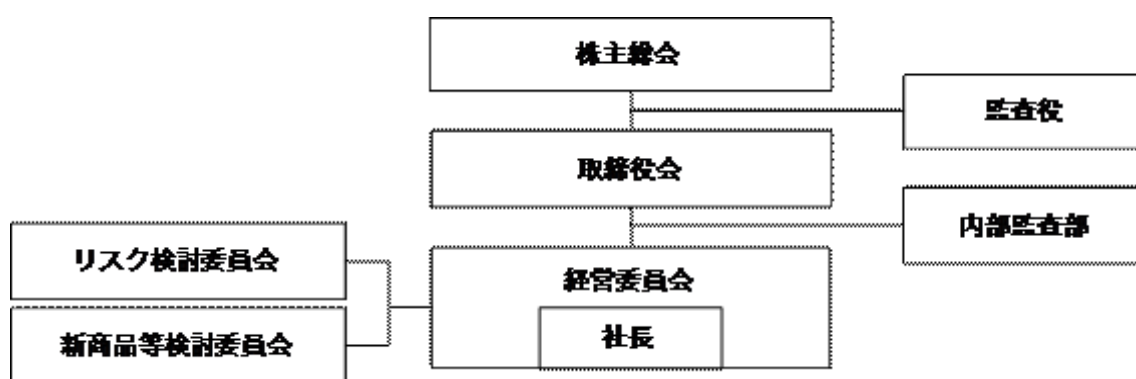 株主総会
監査役
取締役会
内部監査部
リスク検討委員会
経営委員会
社長
新商品等検討委員会